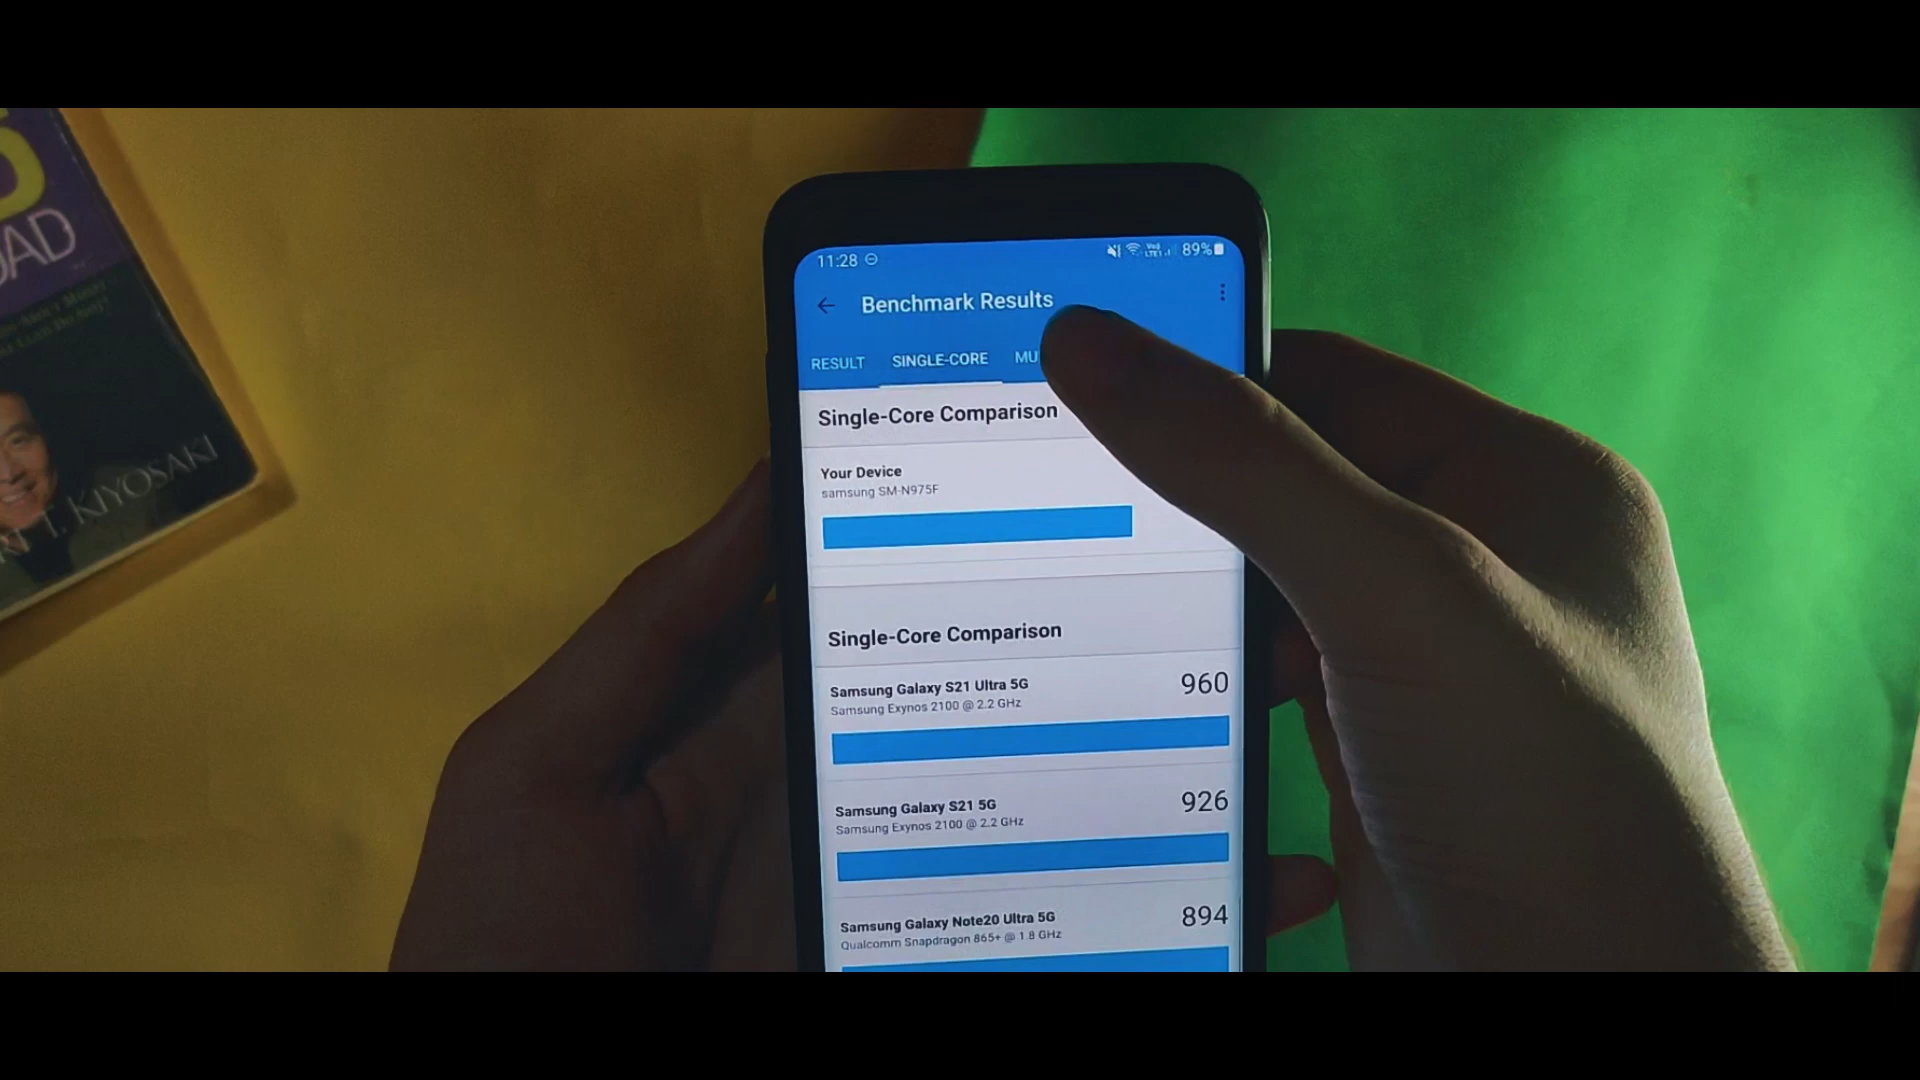 OAD
T. KIYOSAKI
11:28
89%
Benchmark Results
RESULT
SINGLE-CORE
MU
Single-Core Comparison
Your Device
samsung SM-N975F
Single-Core Comparison
Samsung Galaxy S21 Ultra 5G
960
Samsung Exynos 2100 @ 2.2 GHz
Samsung Galaxy S21 5G
926
Samsung Exynos 2100 @ 2.2 GHz
Samsung Galaxy Note20 Ultra 5G
894
Qualcomm Snapdragon 865+ @ 1.8 GHz